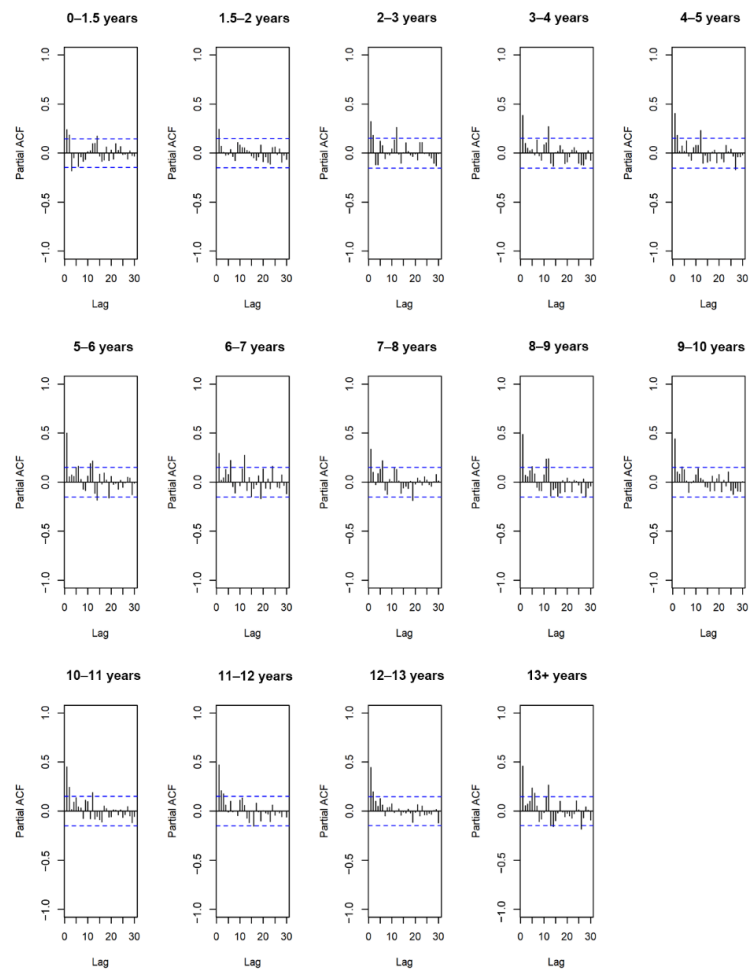 0–1.5 years
Partial ACF
1.0
0.5
0.0
−0.5
−1.0
0 10 20 30
Lag
1.5–2 years
Partial ACF
1.0
0.5
0.0
−0.5
−1.0
0 10 20 30
Lag
2–3 years
Partial ACF
1.0
0.5
0.0
−0.5
−1.0
0 10 20 30
Lag
3–4 years
Partial ACF
1.0
0.5
0.0
−0.5
−1.0
0 10 20 30
Lag
4–5 years
Partial ACF
1.0
0.5
0.0
−0.5
−1.0
0 10 20 30
Lag
5–6 years
Partial ACF
1.0
0.5
0.0
−0.5
−1.0
0 10 20 30
Lag
6–7 years
Partial ACF
1.0
0.5
0.0
−0.5
−1.0
0 10 20 30
Lag
7–8 years
Partial ACF
1.0
0.5
0.0
−0.5
−1.0
0 10 20 30
Lag
8–9 years
Partial ACF
1.0
0.5
0.0
−0.5
−1.0
0 10 20 30
Lag
9–10 years
Partial ACF
1.0
0.5
0.0
−0.5
−1.0
0 10 20 30
Lag
10–11 years
Partial ACF
1.0
0.5
0.0
−0.5
−1.0
0 10 20 30
Lag
11–12 years
Partial ACF
1.0
0.5
0.0
−0.5
−1.0
0 10 20 30
Lag
12–13 years
Partial ACF
1.0
0.5
0.0
−0.5
−1.0
0 10 20 30
Lag
13+ years
Partial ACF
1.0
0.5
0.0
−0.5
−1.0
0 10 20 30
Lag